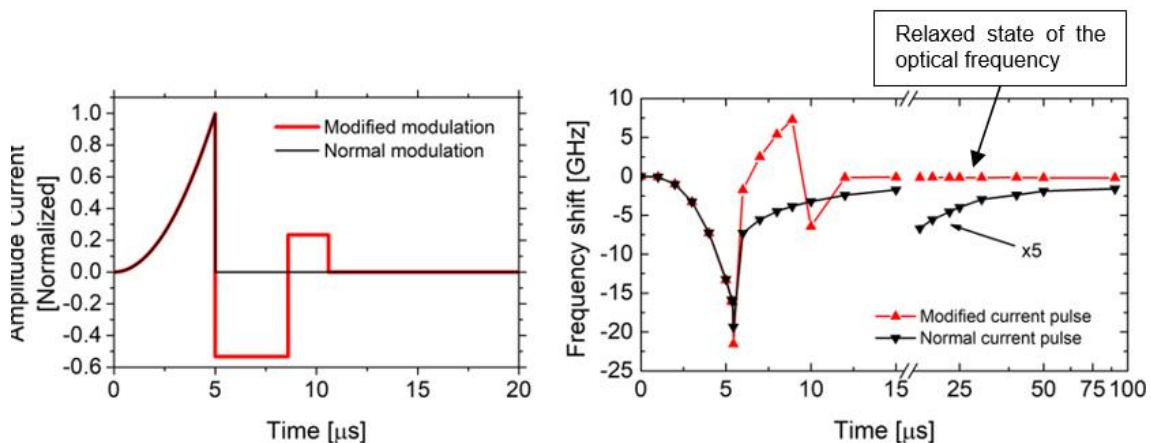 Relaxed state of the
optical frequency
Amplitude Current
[Normalized]
1.0
0.8
0.6
0.4
0.2
0.0
-0.2
-0.4
-0.6
Modified modulation
Normal modulation
0
5
10
15
20
Time [µs]
Frequency shift [GHz]
10
5
0
-5
-10
-15
-20
-25
x5
Modified current pulse
Normal current pulse
0
5
10
15
25
50
75
100
Time [µs]